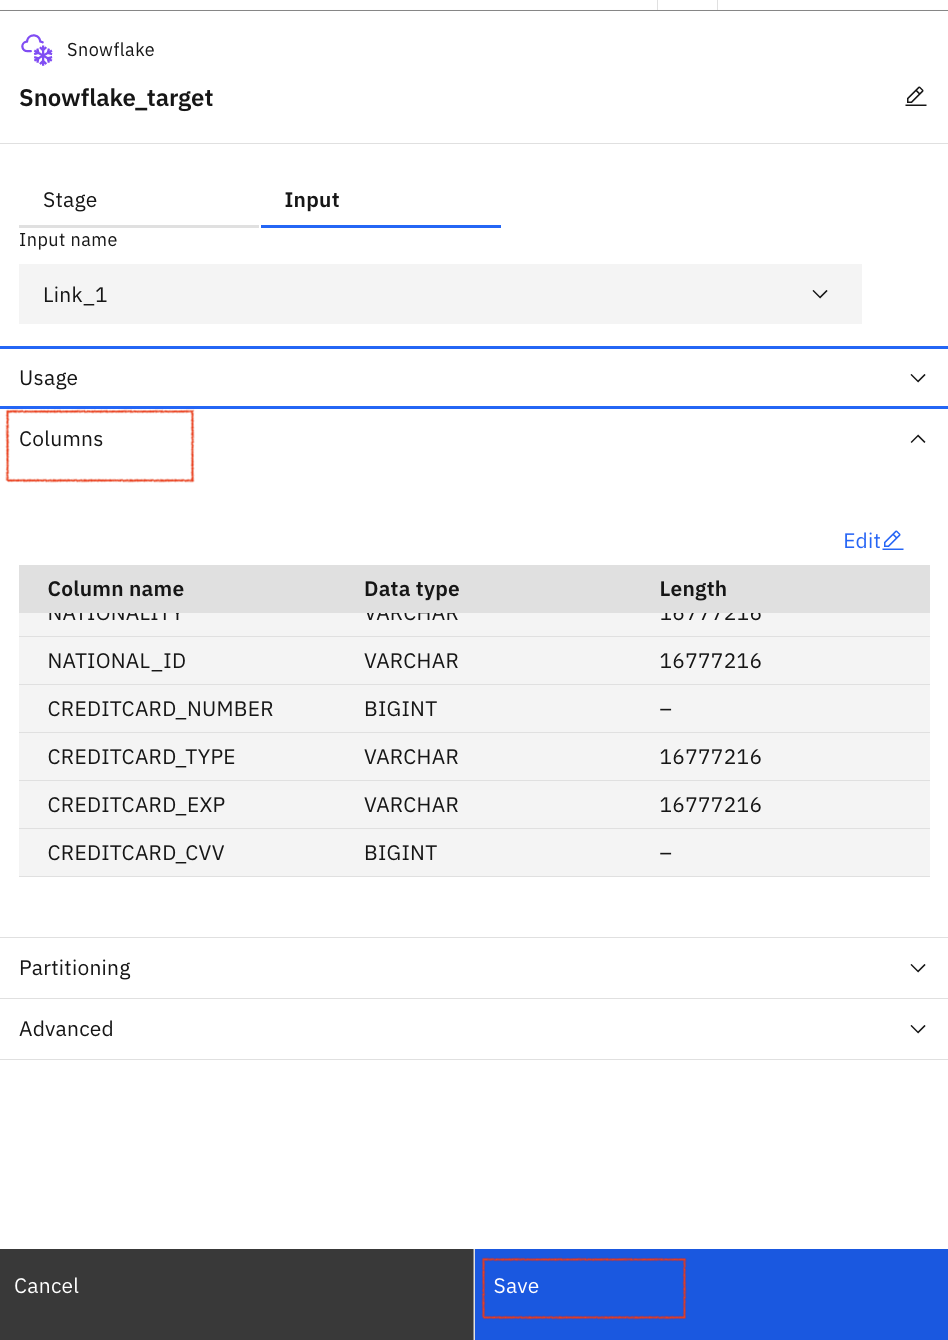 Snowflake
Snowflake_target
Stage Input
Input name
Link_1
Usage
Columns
Edit
Column name Data type Length
NATIONALITY VARCHAR 16777216
NATIONAL_ID VARCHAR 16777216
CREDITCARD_NUMBER BIGINT –
CREDITCARD_TYPE VARCHAR 16777216
CREDITCARD_EXP VARCHAR 16777216
CREDITCARD_CVV BIGINT –
Partitioning
Advanced
Cancel Save